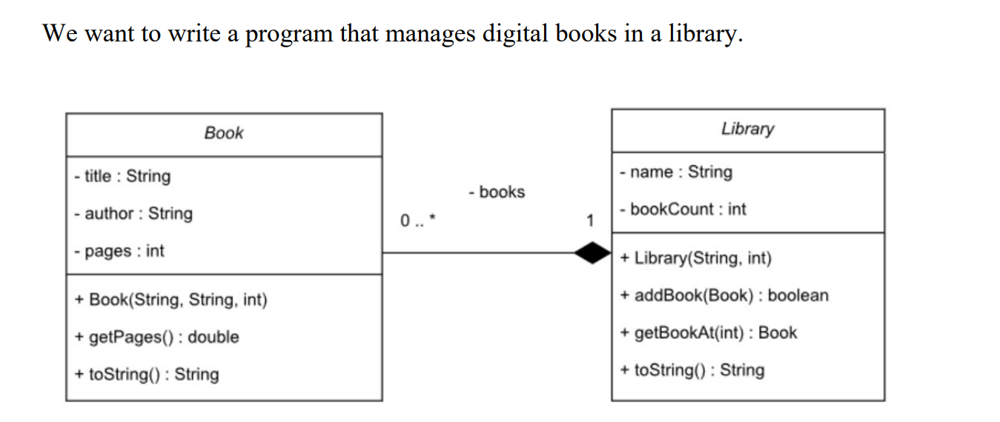 We want to write a program that manages digital books in a library.
Book
- title : String
- author : String
- pages : int
+ Book(String, String, int)
+ getPages() : double
+ toString() : String
- books
0 .. *
1
Library
- name : String
- bookCount : int
+ Library(String, int)
+ addBook(Book) : boolean
+ getBookAt(int) : Book
+ toString() : String